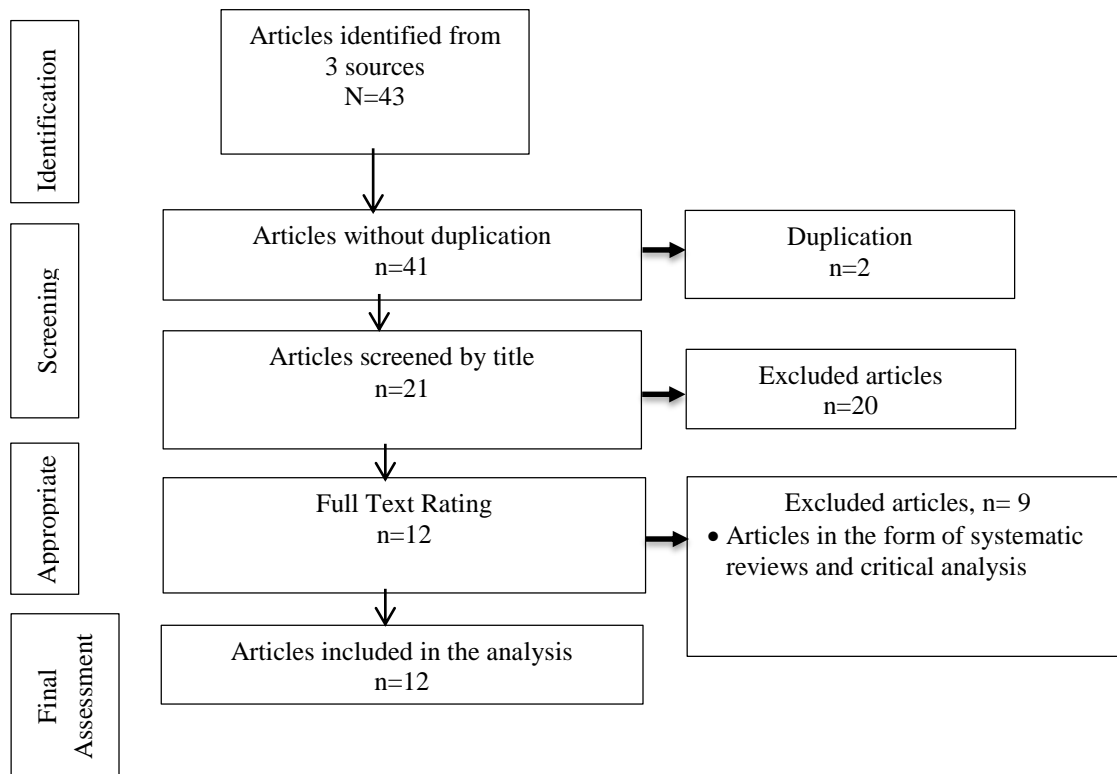 Identification
Articles identified from
3 sources
N=43
Screening
Articles without duplication
n=41
Duplication
n=2
Articles screened by title
n=21
Excluded articles
n=20
Appropriate
Full Text Rating
n=12
Excluded articles, n= 9
• Articles in the form of systematic
reviews and critical analysis
Final
Assessment
Articles included in the analysis
n=12